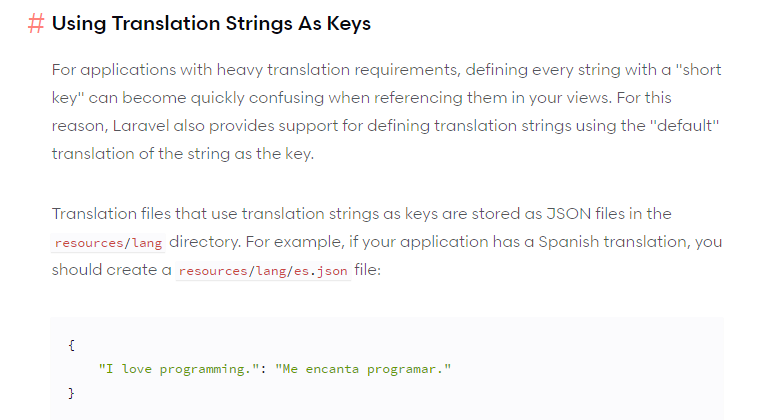 # Using Translation Strings As Keys
For applications with heavy translation requirements, defining every string with a "short
key" can become quickly confusing when referencing them in your views. For this
reason, Laravel also provides support for defining translation strings using the "default"
translation of the string as the key.
Translation files that use translation strings as keys are stored as JSON files in the
resources/lang directory. For example, if your application has a Spanish translation, you
should create a resources/lang/es.json file:
{
"I love programming.": "Me encanta programar."
}